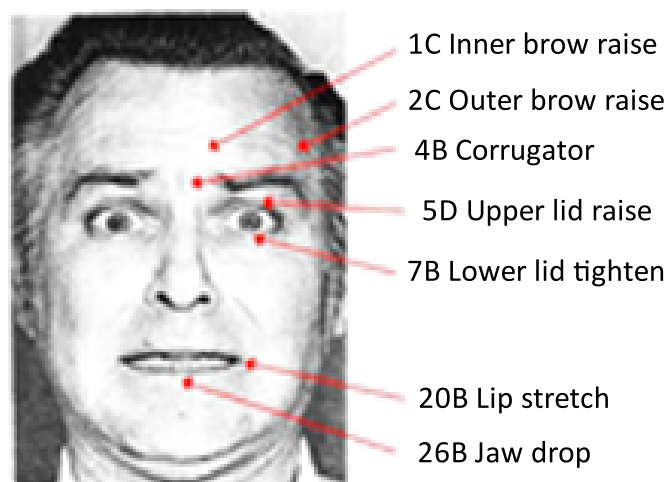 1C Inner brow raise
2C Outer brow raise
4B Corrugator
5D Upper lid raise
7B Lower lid tighten
20B Lip stretch
26B Jaw drop